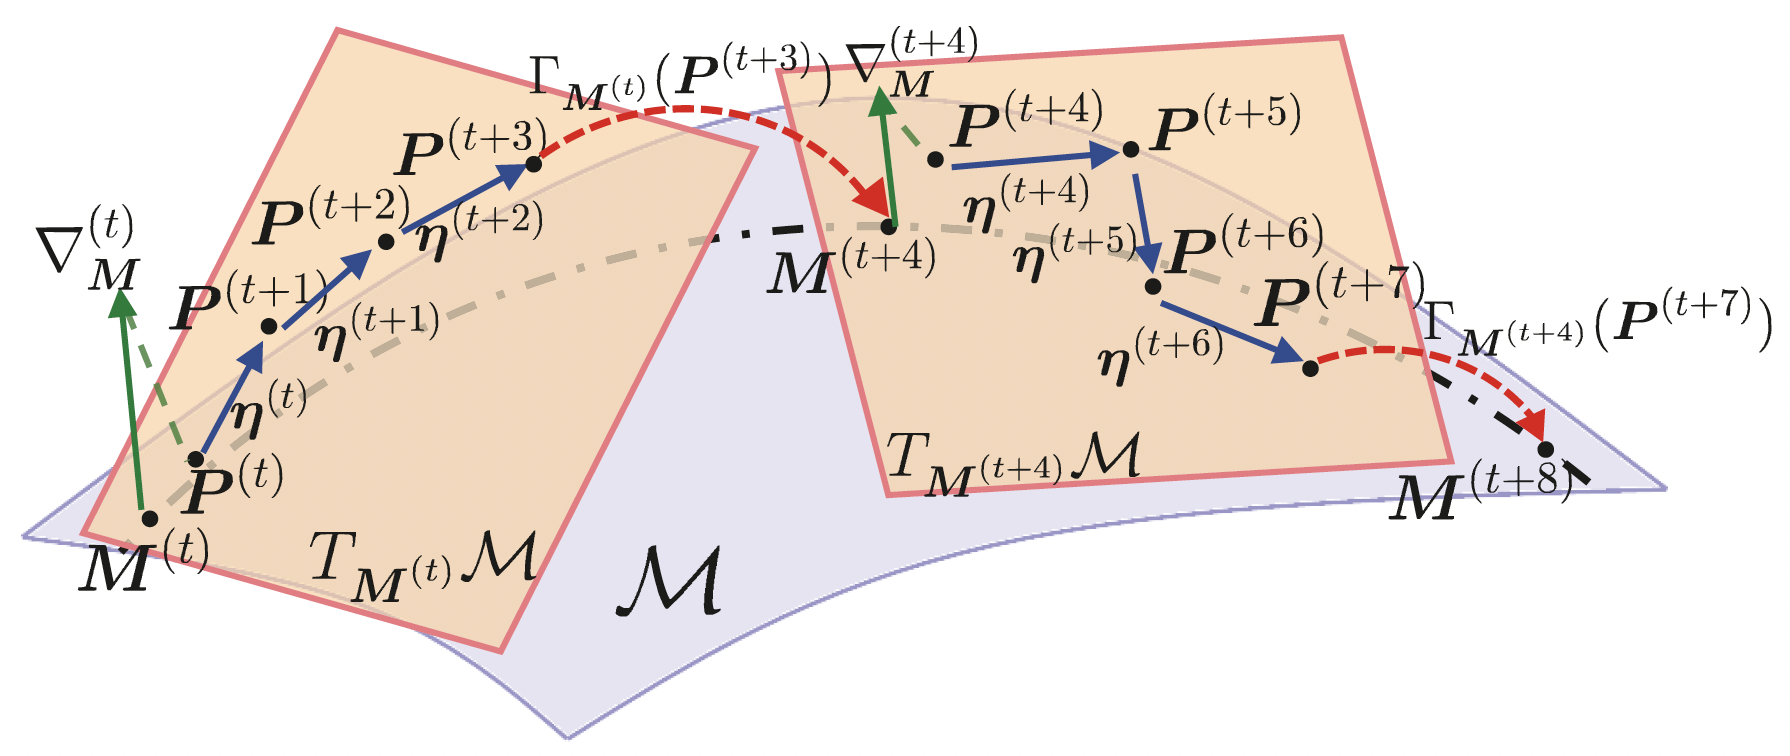 Γ_{M^{(t)}}(P^{(t+3)})
∇_M^{(t+4)}
P^{(t+3)}
P^{(t+4)}
P^{(t+5)}
P^{(t+2)}
η^{(t+2)}
η^{(t+4)}
∇_M^{(t)}
M^{(t+4)}
η^{(t+5)}
P^{(t+6)}
P^{(t+1)}
η^{(t+1)}
P^{(t+7)}
Γ_{M^{(t+4)}}(P^{(t+7)})
η^{(t+6)}
η^{(t)}
T_{M^{(t+4)}}ℳ
P^{(t)}
M^{(t+8)}
M^{(t)}
T_{M^{(t)}}ℳ
ℳ